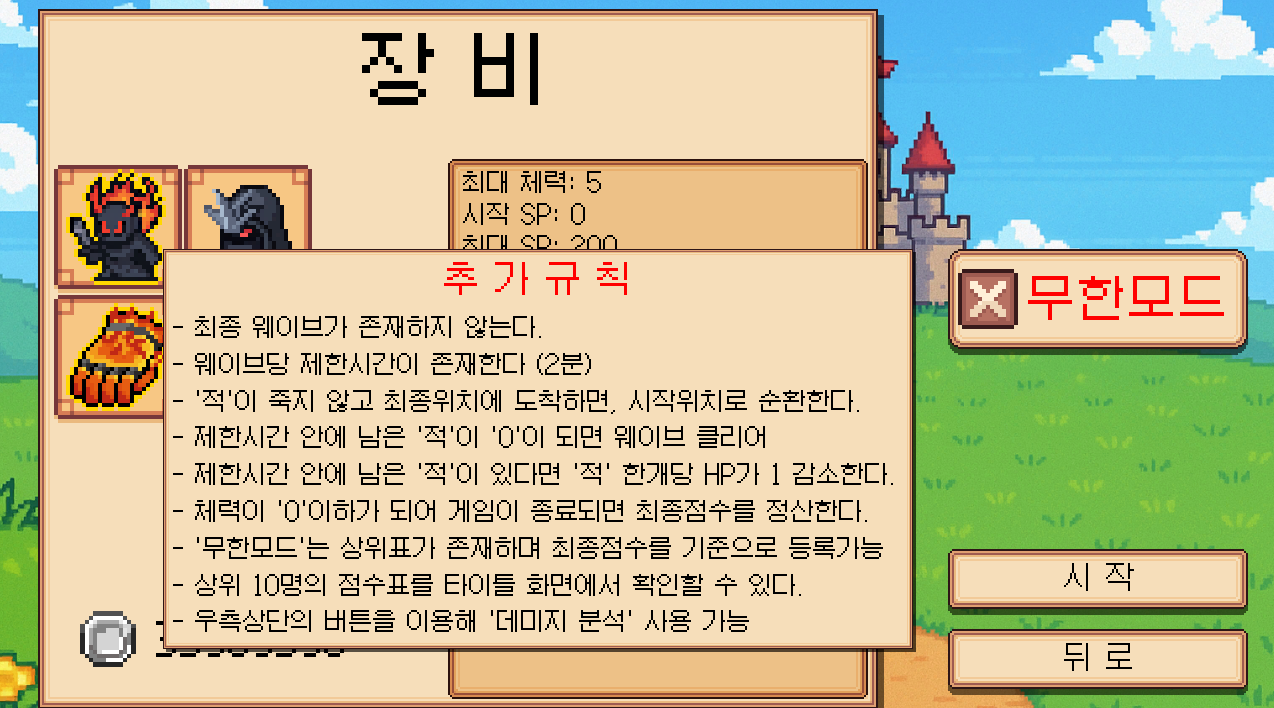 장 비
최대 체력: 5
시작 SP: 0
최대 SP: 300
추 가 규 칙
- 최종 웨이브가 존재하지 않는다.
- 웨이브당 제한시간이 존재한다 (2분)
- '적'이 죽지 않고 최종위치에 도착하면, 시작위치로 순환한다.
- 제한시간 안에 남은 '적'이 '0'이 되면 웨이브 클리어
- 제한시간 안에 남은 '적'이 있다면 '적' 한개당 HP가 1 감소한다.
- 체력이 '0'이하가 되어 게임이 종료되면 최종점수를 정산한다.
- '무한모드'는 상위표가 존재하며 최종점수를 기준으로 등록가능
- 상위 10명의 점수표를 타이틀 화면에서 확인할 수 있다.
- 우측상단의 버튼을 이용해 '데미지 분석' 사용 가능
무한모드
시 작
뒤 로